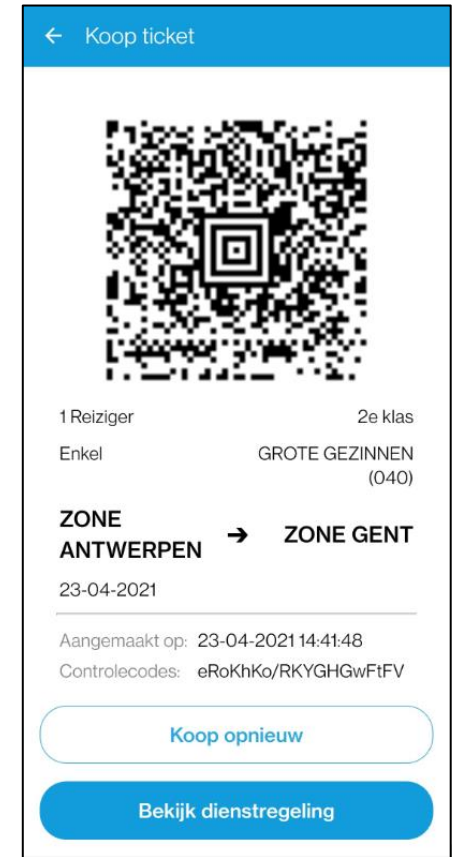 ← Koop ticket
1 Reiziger 2e klas
Enkel GROTE GEZINNEN
(040)
ZONE
ANTWERPEN → ZONE GENT
23-04-2021
Aangemaakt op: 23-04-2021 14:41:48
Controlecodes: eRoKhKo/RKYGHGwFtFV
Koop opnieuw
Bekijk dienstregeling